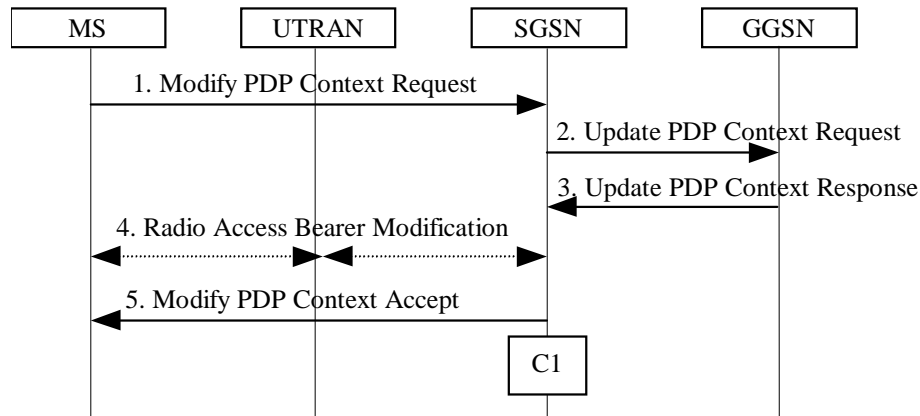 MS UTRAN SGSN GGSN
1. Modify PDP Context Request
2. Update PDP Context Request
3. Update PDP Context Response
4. Radio Access Bearer Modification
5. Modify PDP Context Accept
C1